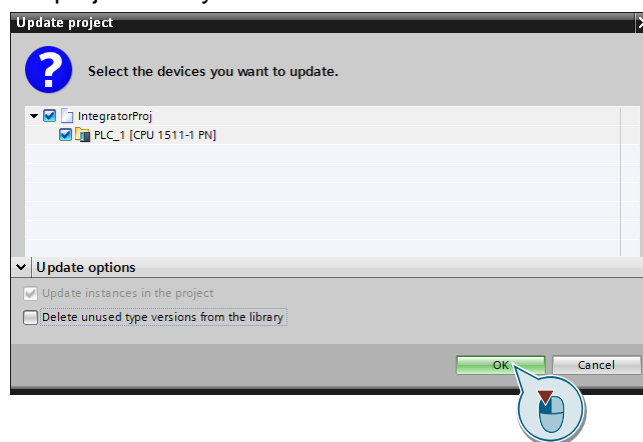 Update project
Select the devices you want to update.
IntegratorProj
PLC_1 [CPU 1511-1 PN]
Update options
Update instances in the project
Delete unused type versions from the library
OK
Cancel